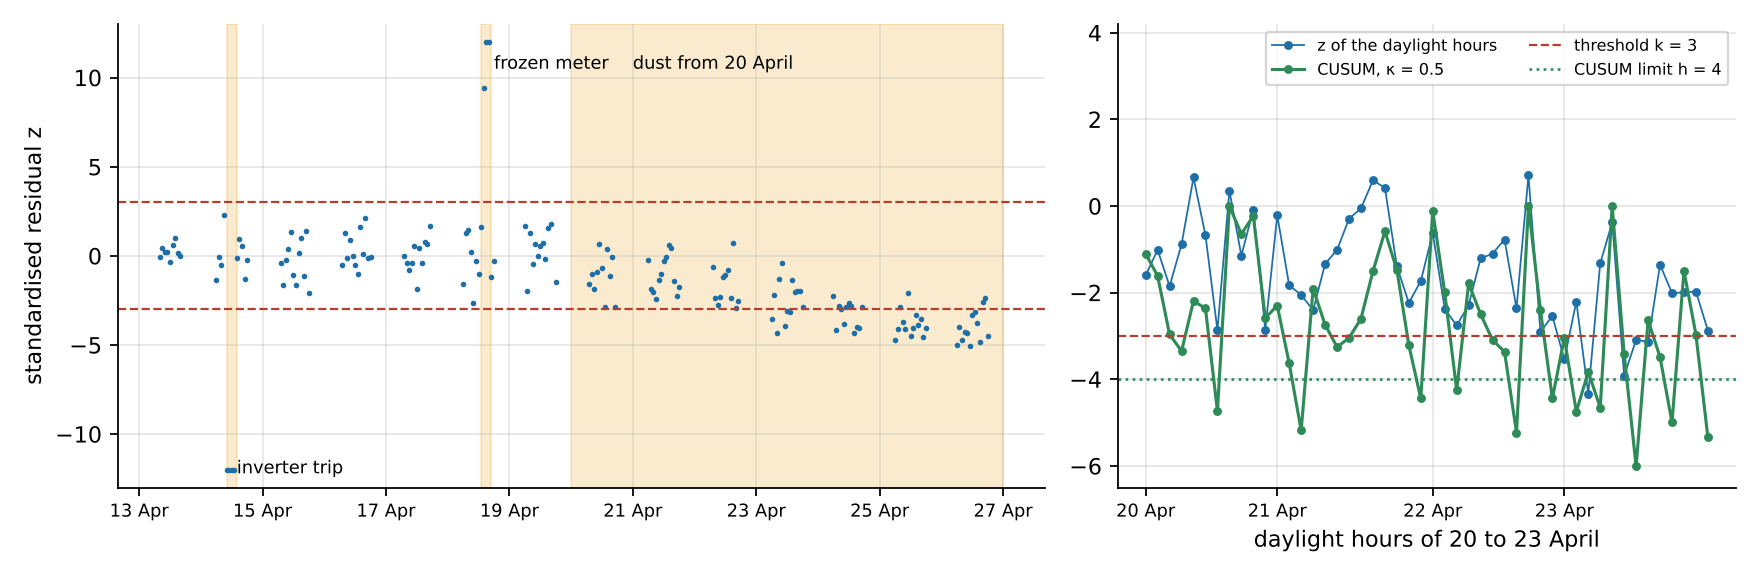 standardised residual z
10
5
0
−5
−10
frozen meter
dust from 20 April
inverter trip
13 Apr
15 Apr
17 Apr
19 Apr
21 Apr
23 Apr
25 Apr
27 Apr
4
2
0
−2
−4
−6
z of the daylight hours
CUSUM, κ = 0.5
threshold k = 3
CUSUM limit h = 4
20 Apr
21 Apr
22 Apr
23 Apr
daylight hours of 20 to 23 April